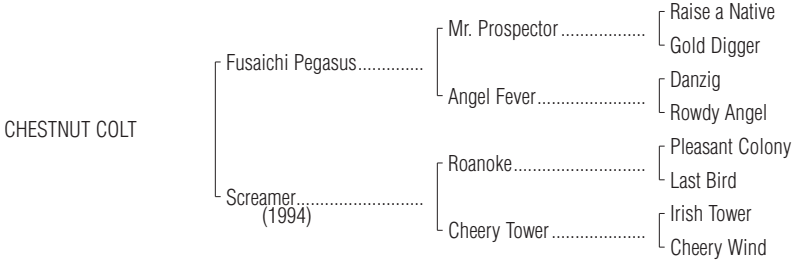 Raise a Native
Mr. Prospector ...................
Gold Digger
Fusaichi Pegasus..............
Danzig
Angel Fever.......................
Rowdy Angel
CHESTNUT COLT
Pleasant Colony
Roanoke............................
Last Bird
Screamer...........................
(1994)
Irish Tower
Cheery Tower ....................
Cheery Wind